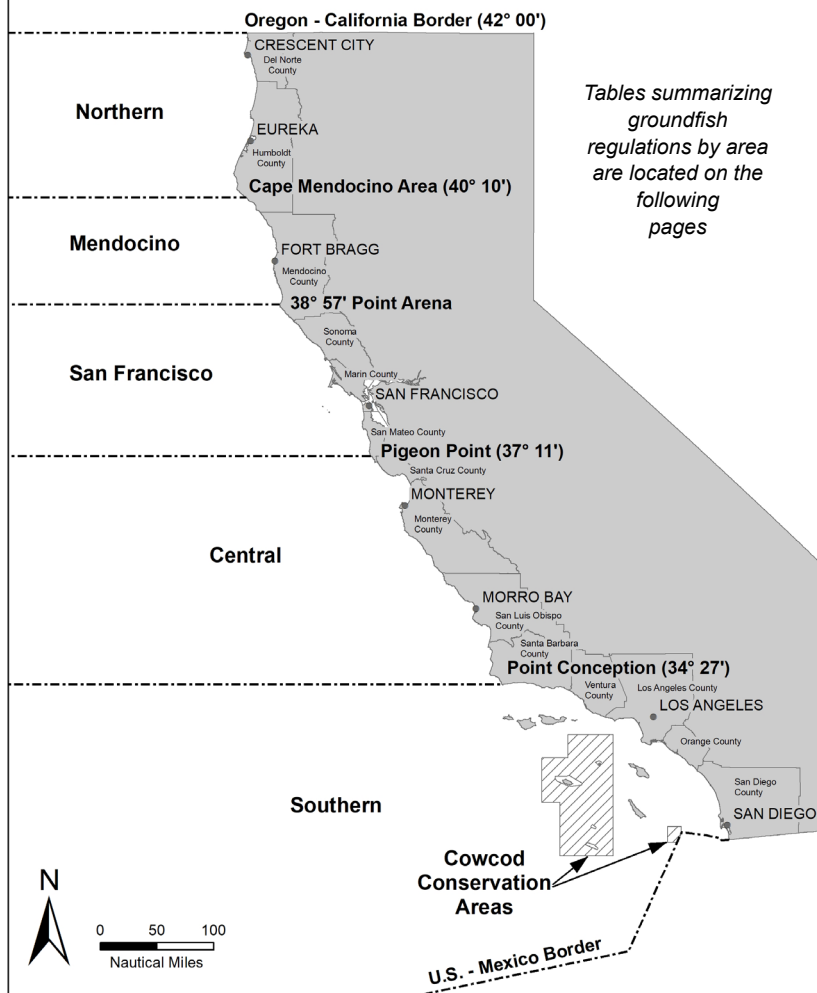 Oregon - California Border (42° 00')
CRESCENT CITY
Del Norte
County
Tables summarizing
groundfish
regulations by area
are located on the
following
pages
Northern
EUREKA
Humboldt
County
Cape Mendocino Area (40° 10')
Mendocino
FORT BRAGG
Mendocino
County
38° 57' Point Arena
Sonoma
County
San Francisco
Marin County
SAN FRANCISCO
San Mateo County
Pigeon Point (37° 11')
Santa Cruz County
MONTEREY
Monterey
County
Central
MORRO BAY
San Luis Obispo
County
Santa Barbara
County
Point Conception (34° 27')
Ventura
County
Los Angeles County
LOS ANGELES
Orange County
San Diego
County
Southern
SAN DIEGO
Cowcod
Conservation
Areas
N
0 50 100
Nautical Miles
U.S. - Mexico Border